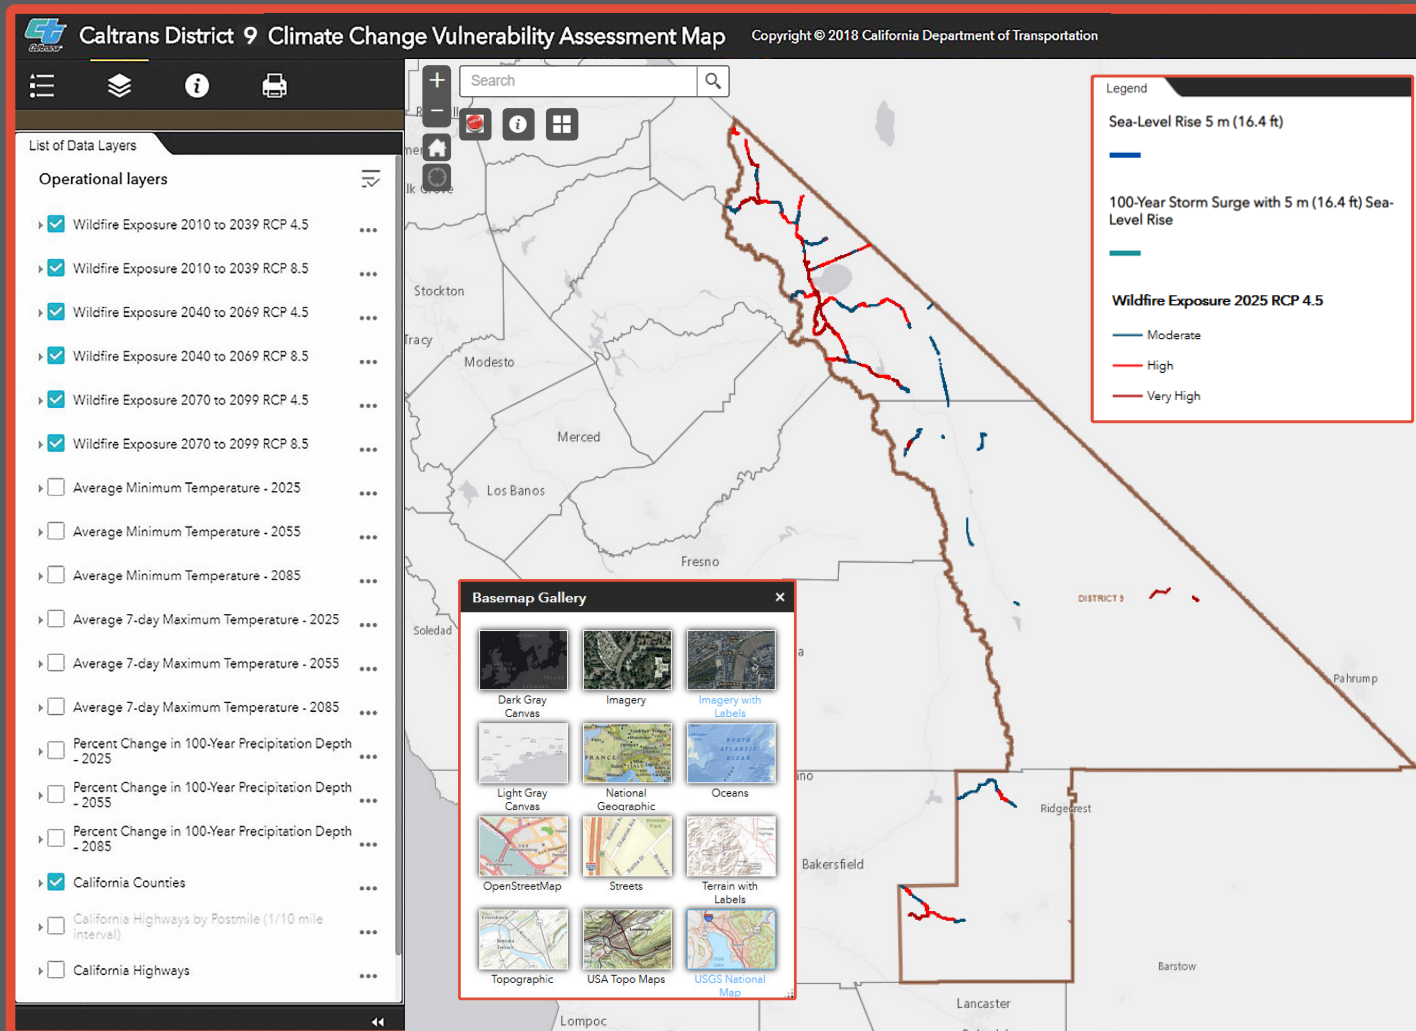 Caltrans
Caltrans District 9 Climate Change Vulnerability Assessment Map
Copyright © 2018 California Department of Transportation
List of Data Layers
Operational layers
Wildfire Exposure 2010 to 2039 RCP 4.5
Wildfire Exposure 2010 to 2039 RCP 8.5
Wildfire Exposure 2040 to 2069 RCP 4.5
Wildfire Exposure 2040 to 2069 RCP 8.5
Wildfire Exposure 2070 to 2099 RCP 4.5
Wildfire Exposure 2070 to 2099 RCP 8.5
Average Minimum Temperature - 2025
Average Minimum Temperature - 2055
Average Minimum Temperature - 2085
Average 7-day Maximum Temperature - 2025
Average 7-day Maximum Temperature - 2055
Average 7-day Maximum Temperature - 2085
Percent Change in 100-Year Precipitation Depth
- 2025
Percent Change in 100-Year Precipitation Depth
- 2055
Percent Change in 100-Year Precipitation Depth
- 2085
California Counties
California Highways by Postmile (1/10 mile
interval)
California Highways
Search
Stockton
Tracy
Modesto
Merced
Los Banos
Fresno
Soledad
DISTRICT 9
Pahrump
Ridgecrest
Bakersfield
Barstow
Lancaster
Lompoc
Legend
Sea-Level Rise 5 m (16.4 ft)
100-Year Storm Surge with 5 m (16.4 ft) Sea-
Level Rise
Wildfire Exposure 2025 RCP 4.5
Moderate
High
Very High
Basemap Gallery
Dark Gray
Canvas
Imagery
Imagery with
Labels
FRANCE
NORTH
ATLANTIC
OCEAN
Light Gray
Canvas
National
Geographic
Oceans
OpenStreetMap
Streets
Terrain with
Labels
Topographic
USA Topo Maps
USGS National
Map